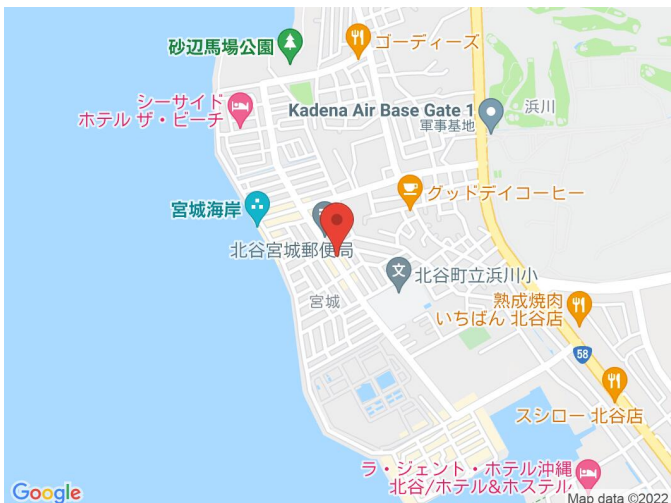 砂辺馬場公園
ゴーディーズ
シーサイド
ホテル ザ・ビーチ
Kadena Air Base Gate 1
軍事基地
浜川
グッドデイコーヒー
宮城海岸
北谷宮城郵便局
北谷町立浜川小
宮城
熟成焼肉
いちばん 北谷店
58
スシロー 北谷店
ラ・ジェント・ホテル沖縄
北谷/ホテル&ホステル
Google
Map data ©2022